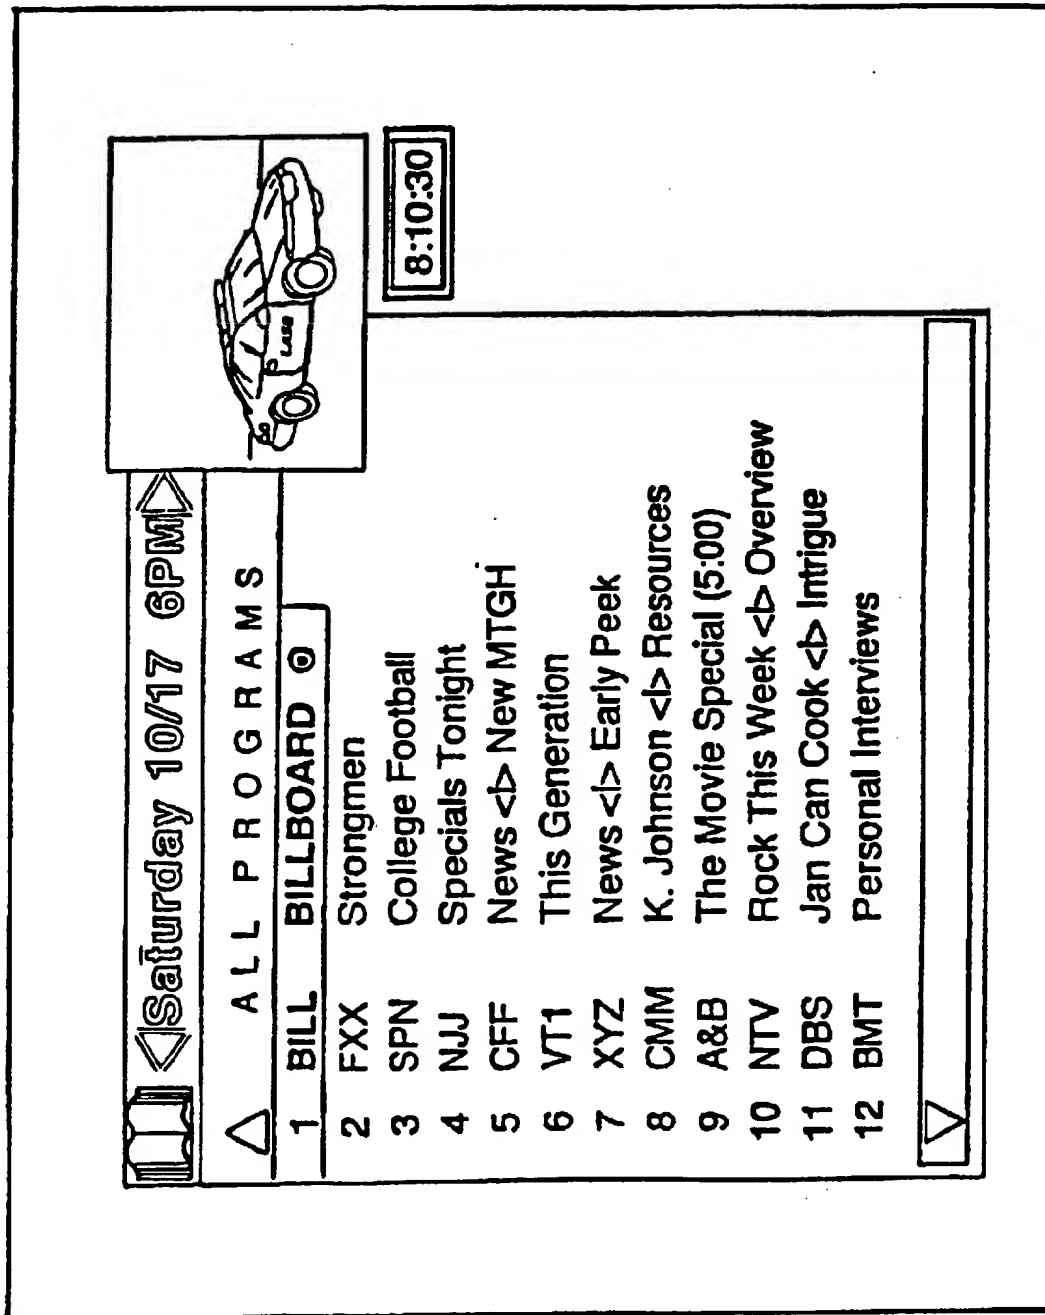 Saturday 10/17 6PM
ALL PROGRAMS
1 BILL BILLBOARD
2 FXX Strongmen
3 SPN College Football
4 NJJ Specials Tonight
5 CFF News <|> New MTGH
6 VT1 This Generation
7 XYZ News <|> Early Peek
8 CMM K. Johnson <|> Resources
9 A&B The Movie Special (5:00)
10 NTV Rock This Week <|> Overview
11 DBS Jan Can Cook <|> Intrigue
12 BMT Personal Interviews
8:10:30